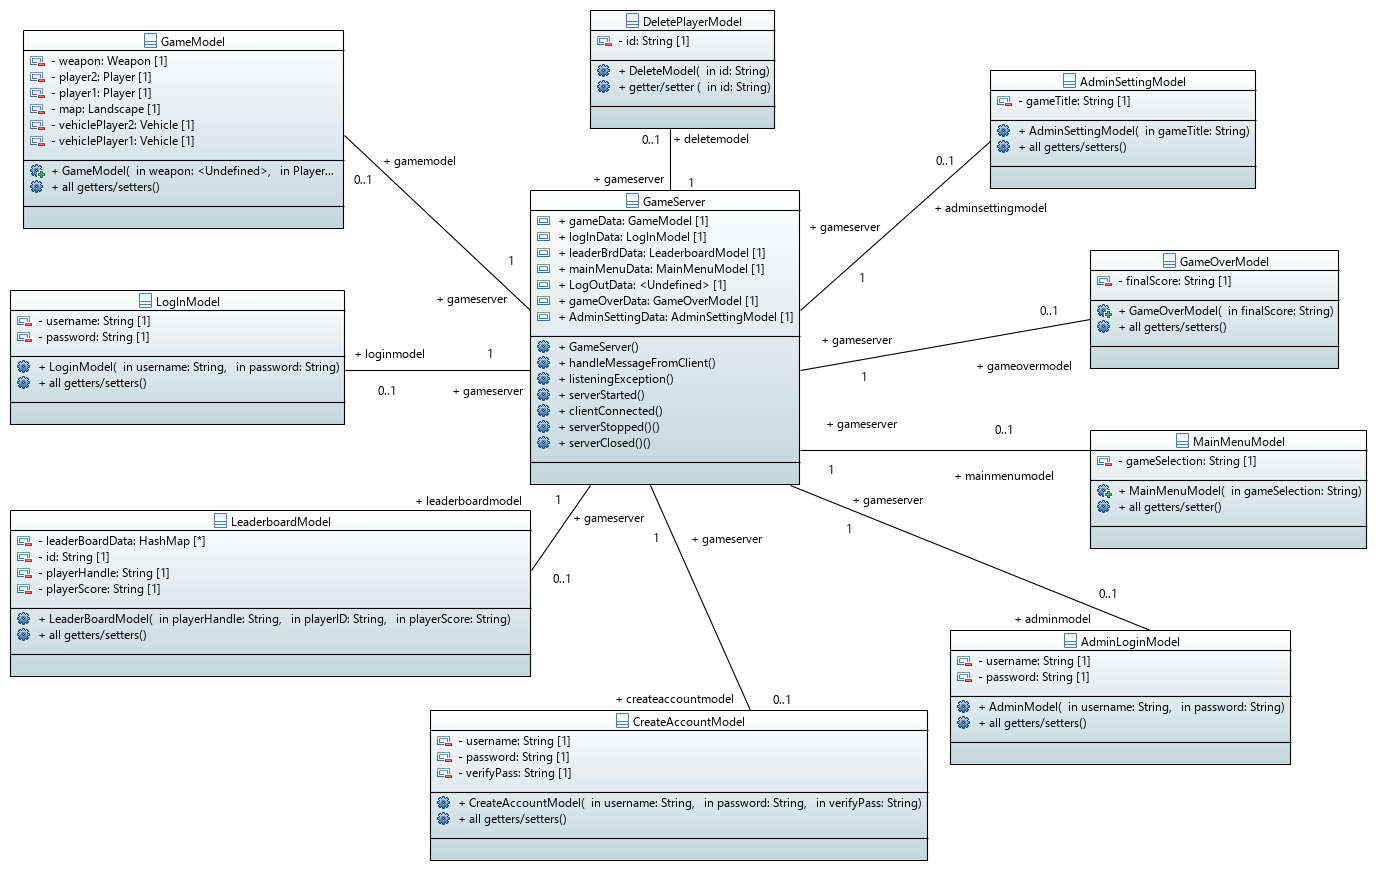 GameModel
- weapon: Weapon [1]
- player2: Player [1]
- player1: Player [1]
- map: Landscape [1]
- vehiclePlayer2: Vehicle [1]
- vehiclePlayer1: Vehicle [1]
+ GameModel(  in weapon: <Undefined>,   in Player...
+ all getters/setters()
DeletePlayerModel
- id: String [1]
+ DeleteModel(  in id: String)
+ getter/setter (  in id: String)
AdminSettingModel
- gameTitle: String [1]
+ AdminSettingModel(  in gameTitle: String)
+ all getters/setters()
+ gamemodel
0..1
1
+ gameserver
0..1
+ deletemodel
+ gameserver
1
0..1
+ adminsettingmodel
+ gameserver
1
GameServer
+ gameData: GameModel [1]
+ logInData: LogInModel [1]
+ leaderBrdData: LeaderboardModel [1]
+ mainMenuData: MainMenuModel [1]
+ LogOutData: <Undefined> [1]
+ gameOverData: GameOverModel [1]
+ AdminSettingData: AdminSettingModel [1]
+ GameServer()
+ handleMessageFromClient()
+ listeningException()
+ serverStarted()
+ clientConnected()
+ serverStopped()()
+ serverClosed()()
GameOverModel
- finalScore: String [1]
+ GameOverModel(  in finalScore: String)
+ all getters/setters()
0..1
+ gameserver
1
+ gameovermodel
LogInModel
- username: String [1]
- password: String [1]
+ LoginModel(  in username: String,   in password: String)
+ all getters/setters()
+ loginmodel
1
0..1
+ gameserver
+ gameserver
0..1
1
+ mainmenumodel
MainMenuModel
- gameSelection: String [1]
+ MainMenuModel(  in gameSelection: String)
+ all getters/setter()
+ leaderboardmodel
1
+ gameserver
0..1
LeaderboardModel
- leaderBoardData: HashMap [*]
- id: String [1]
- playerHandle: String [1]
- playerScore: String [1]
+ LeaderBoardModel(  in playerHandle: String,   in playerID: String,   in playerScore: String)
+ all getters/setters()
1
+ gameserver
+ createaccountmodel
0..1
+ gameserver
1
0..1
+ adminmodel
AdminLoginModel
- username: String [1]
- password: String [1]
+ AdminModel(  in username: String,   in password: String)
+ all getters/setters()
CreateAccountModel
- username: String [1]
- password: String [1]
- verifyPass: String [1]
+ CreateAccountModel(  in username: String,   in password: String,   in verifyPass: String)
+ all getters/setters()